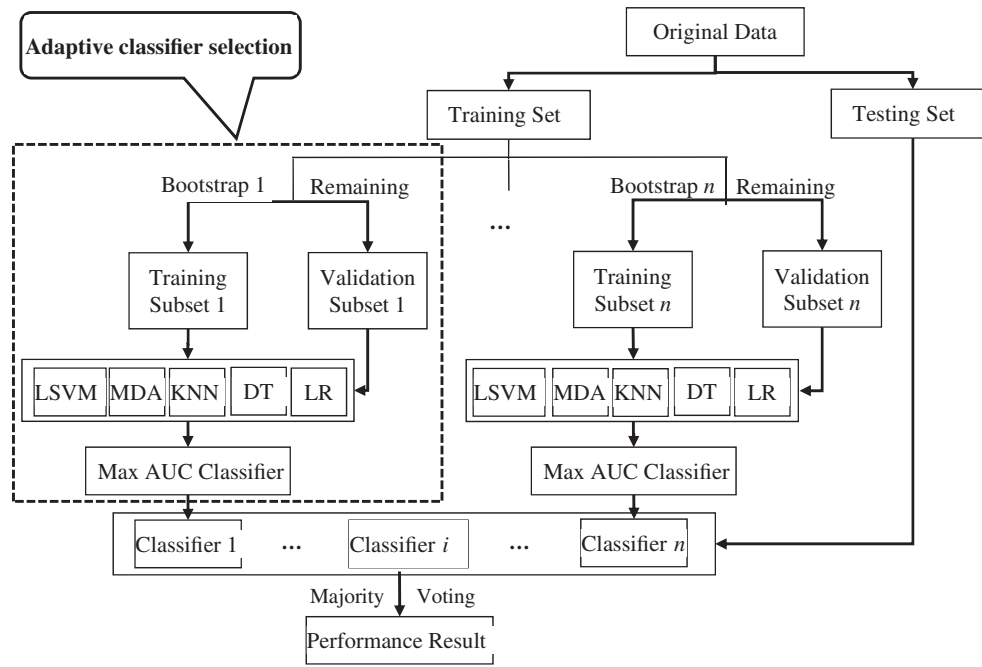 Adaptive classifier selection
Original Data
Training Set
Testing Set
Bootstrap 1
Remaining
...
Bootstrap n
Remaining
Training
Subset 1
Validation
Subset 1
Training
Subset n
Validation
Subset n
LSVM MDA KNN DT LR
LSVM MDA KNN DT LR
Max AUC Classifier
Max AUC Classifier
Classifier 1 ... Classifier i ... Classifier n
Majority Voting
Performance Result